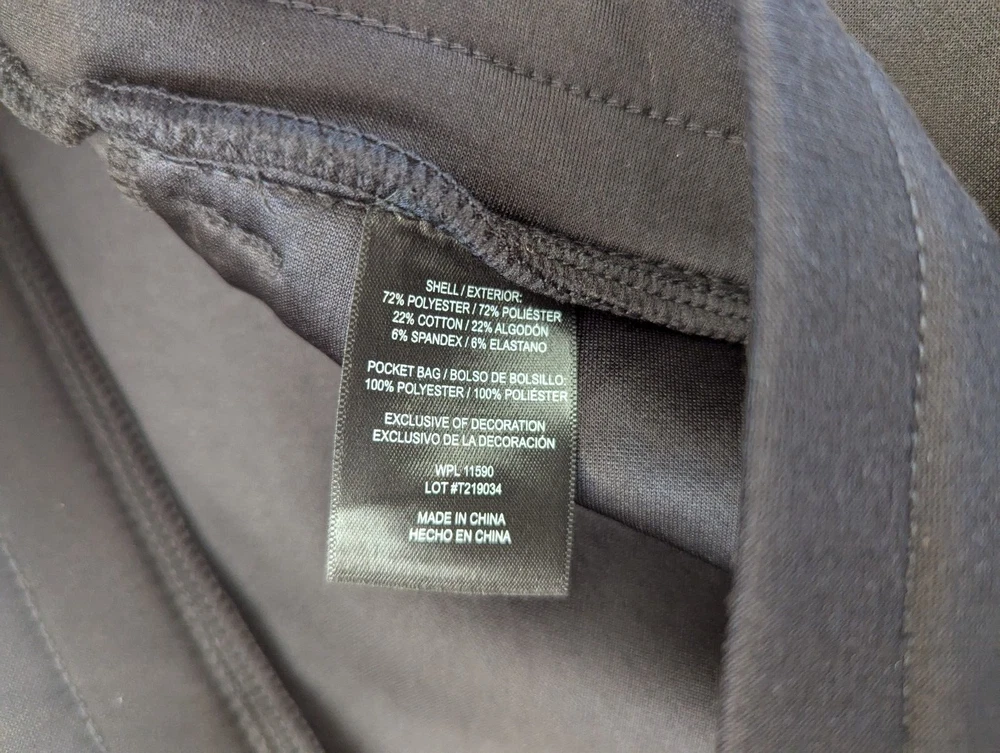 SHELL / EXTERIOR:
72% POLYESTER / 72% POLIÉSTER
22% COTTON / 22% ALGODÓN
6% SPANDEX / 6% ELASTANO
POCKET BAG / BOLSO DE BOLSILLO:
100% POLYESTER / 100% POLIÉSTER
EXCLUSIVE OF DECORATION
EXCLUSIVO DE LA DECORACIÓN
WPL 11590
LOT #T219034
MADE IN CHINA
HECHO EN CHINA